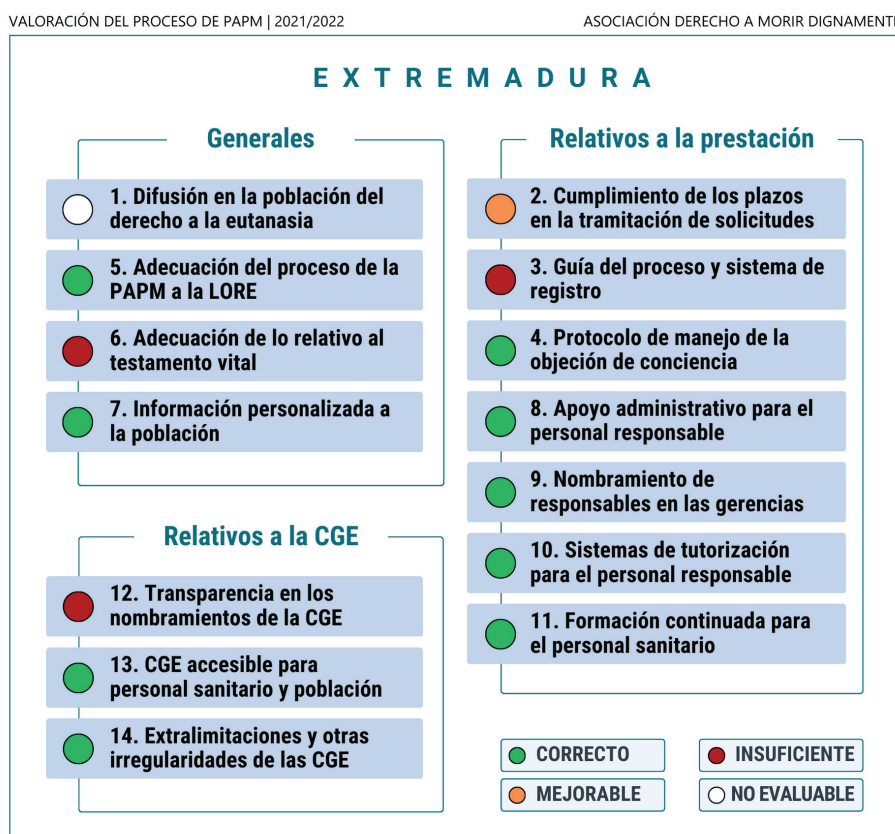 VALORACIÓN DEL PROCESO DE PAPM | 2021/2022
ASOCIACIÓN DERECHO A MORIR DIGNAMENTE
EXTREMADURA
Generales
1. Difusión en la población del
derecho a la eutanasia
5. Adecuación del proceso de la
PAPM a la LORE
6. Adecuación de lo relativo al
testamento vital
7. Información personalizada a
la población
Relativos a la CGE
12. Transparencia en los
nombramientos de la CGE
13. CGE accesible para
personal sanitario y población
14. Extralimitaciones y otras
irregularidades de las CGE
Relativos a la prestación
2. Cumplimiento de los plazos
en la tramitación de solicitudes
3. Guía del proceso y sistema de
registro
4. Protocolo de manejo de la
objeción de conciencia
8. Apoyo administrativo para el
personal responsable
9. Nombramiento de
responsables en las gerencias
10. Sistemas de tutorización
para el personal responsable
11. Formación continuada para
el personal sanitario
CORRECTO
INSUFICIENTE
MEJORABLE
NO EVALUABLE